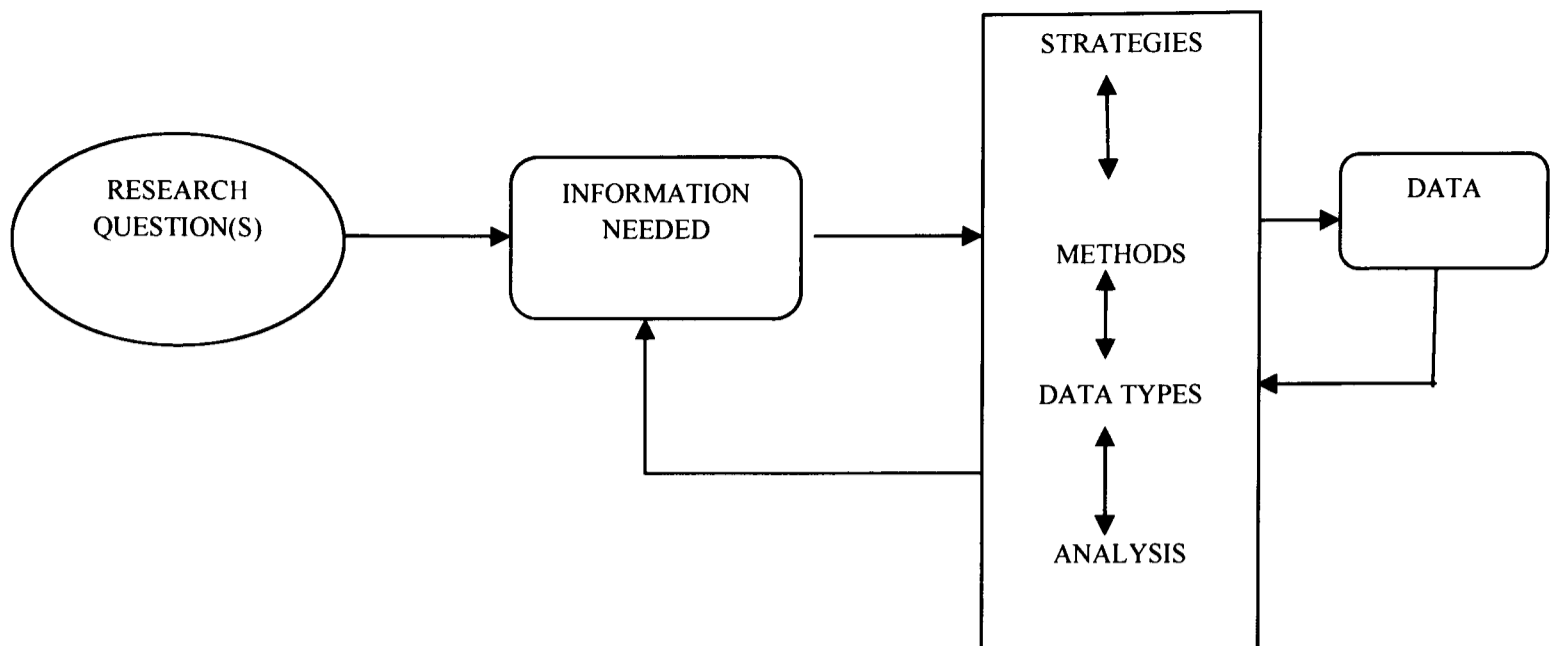 RESEARCH
QUESTION(S)
INFORMATION
NEEDED
STRATEGIES
METHODS
DATA TYPES
ANALYSIS
DATA